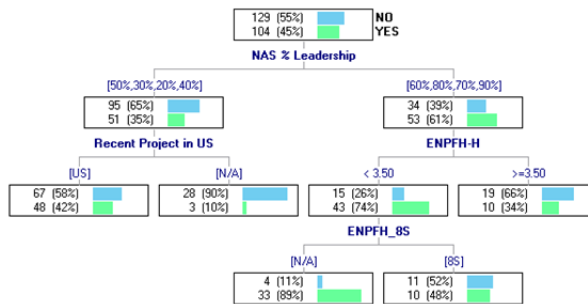 129 (55%) NO
104 (45%) YES
NAS % Leadership
[50%,30%,20%,40%] [60%,80%,70%,90%]
95 (65%) 34 (39%)
51 (35%) 53 (61%)
Recent Project in US ENPFH-H
[US] [N/A] < 3.50 >=3.50
67 (58%) 28 (90%) 15 (26%) 19 (66%)
48 (42%) 3 (10%) 43 (74%) 10 (34%)
ENPFH_8S
[N/A] [8S]
4 (11%) 11 (52%)
33 (89%) 10 (48%)